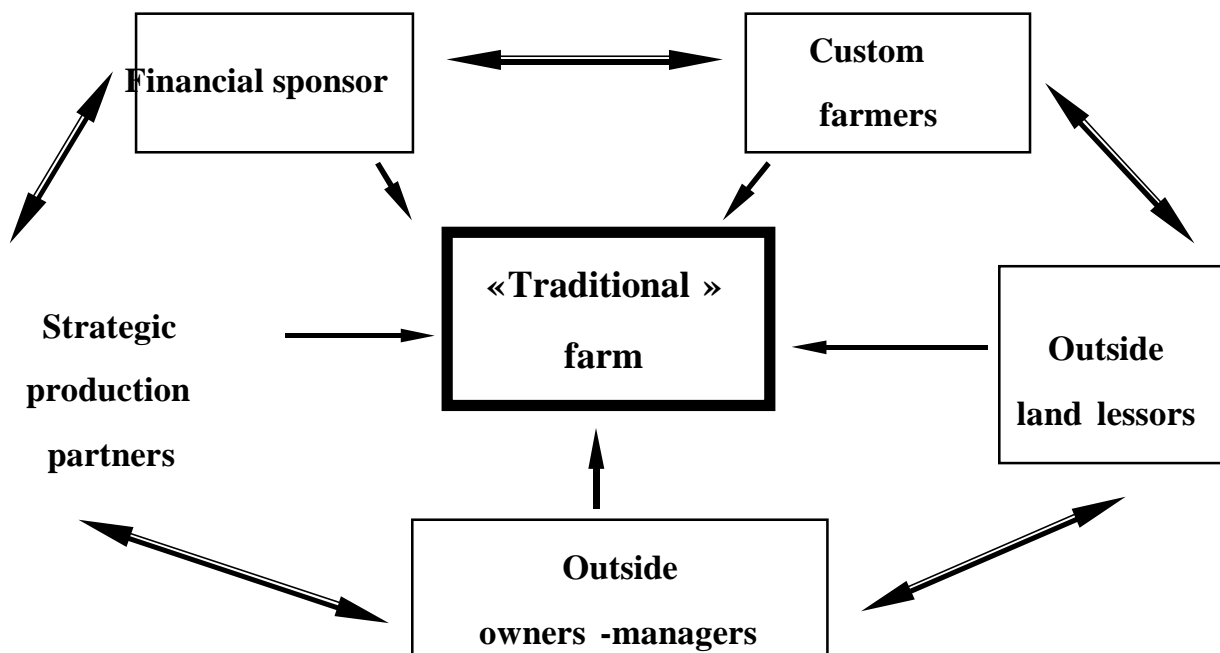 Financial sponsor
Custom
farmers
«Traditional »
farm
Strategic
production
partners
Outside
land lessors
Outside
owners -managers